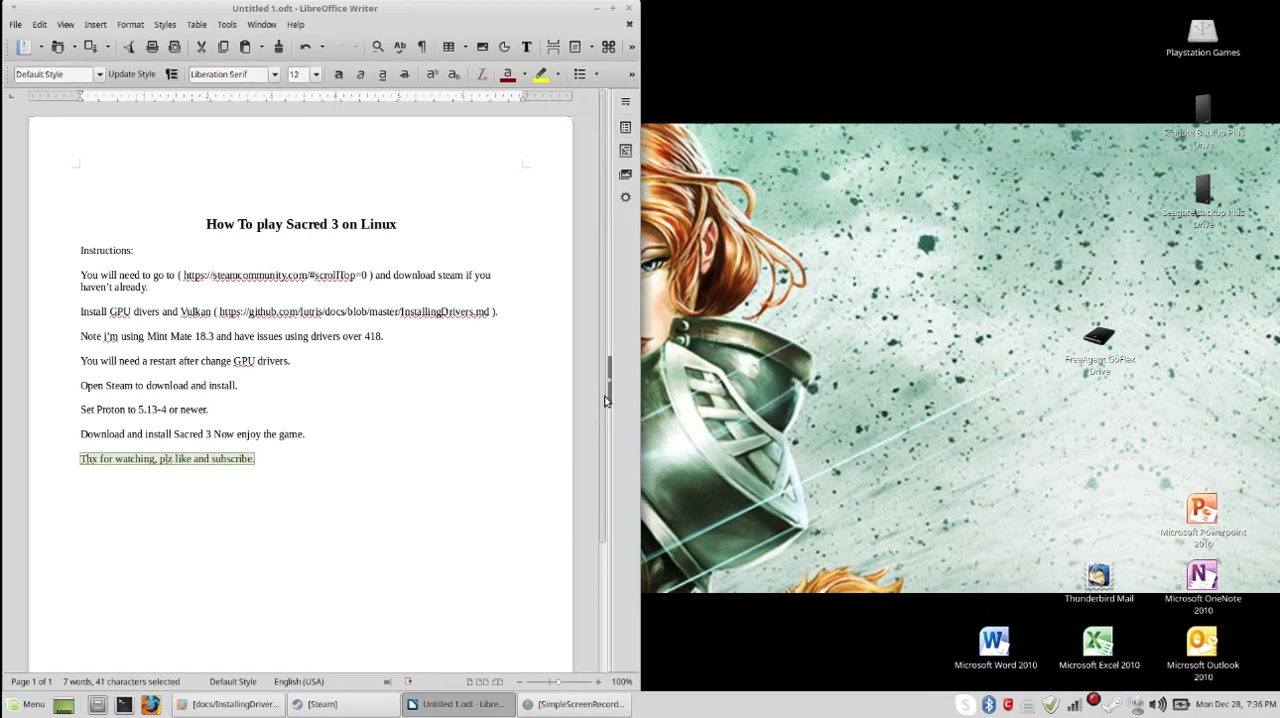 Untitled 1.odt - LibreOffice Writer
File Edit View Insert Format Styles Table Tools Window Help
Default Style Update Style Liberation Serif 12
How To play Sacred 3 on Linux
Instructions:
You will need to go to ( https://steamcommunity.com/#scrollTop=0 ) and download steam if you
haven't already.
Install GPU divers and Vulkan ( https://github.com/lutris/docs/blob/master/InstallingDrivers.md ).
Note i'm using Mint Mate 18.3 and have issues using drivers over 418.
You will need a restart after change GPU drivers.
Open Steam to download and install.
Set Proton to 5.13-4 or newer.
Download and install Sacred 3 Now enjoy the game.
Thx for watching, plz like and subscribe.
Page 1 of 1 7 words, 41 characters selected Default Style English (USA) 100%
Playstation Games
Seagate Backup Plus
Drive
Seagate Backup Plus
Drive
FreeAgent GoFlex
Drive
Microsoft Powerpoint
2010
Thunderbird Mail
Microsoft OneNote
2010
Microsoft Word 2010
Microsoft Excel 2010
Microsoft Outlook
2010
Menu [docs/InstallingDriver... [Steam] Untitled 1.odt - Libre... [SimpleScreenRecord... Mon Dec 28, 7:36 PM